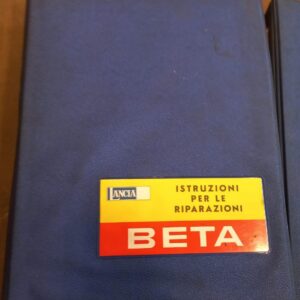 LANCIA
ISTRUZIONI
PER LE
RIPARAZIONI
BETA